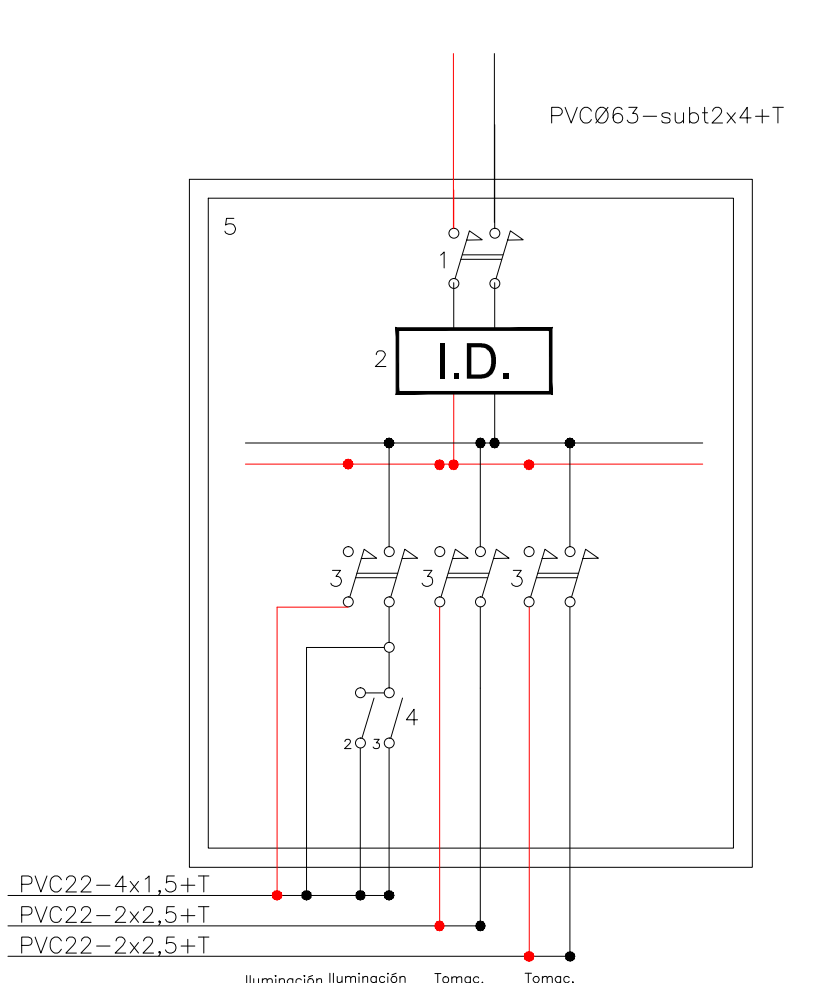 PVCØ63-subt2x4+T
5
1
2
I.D.
3
3
3
4
2
3
PVC22-4x1,5+T
PVC22-2x2,5+T
PVC22-2x2,5+T
Iluminación
Iluminación
Tomac.
Tomac.